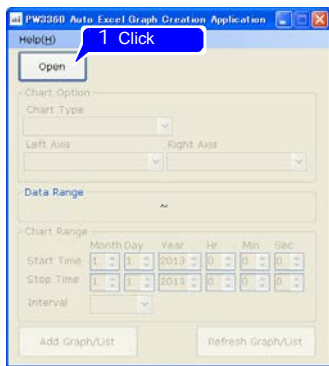 PW3360 Auto Excel Graph Creation Application
Help(H)
1 Click
Open
Chart Option
Chart Type
Left Axis Right Axis
Data Range
~
Chart Range
Month Day Year Hr. Min Sec
Start Time 1 1 2013 0 0 0
Stop Time 1 1 2013 0 0 0
Interval
Add Graph/List Refresh Graph/List